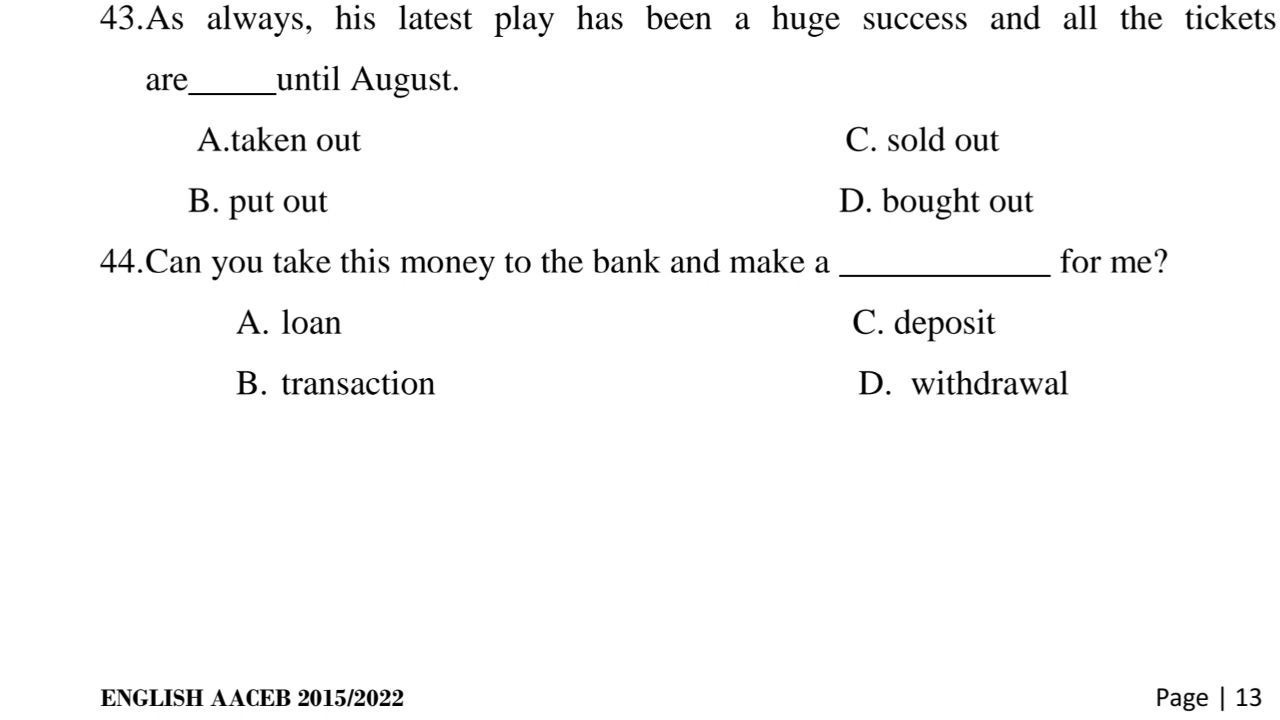 43.As always, his latest play has been a huge success and all the tickets
are_____until August.
A.taken out C. sold out
B. put out D. bought out
44.Can you take this money to the bank and make a ____________ for me?
A. loan C. deposit
B. transaction D. withdrawal
ENGLISH AACEB 2015/2022 Page | 13